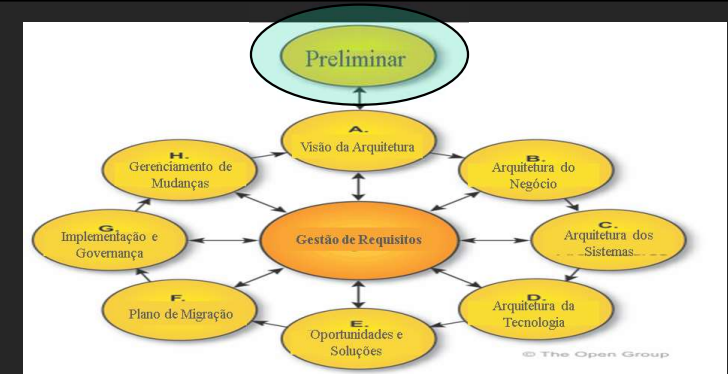 Preliminar
A.
Visão da Arquitetura
B.
Arquitetura do
Negócio
C.
Arquitetura dos
Sistemas
D.
Arquitetura da
Tecnologia
E.
Oportunidades e
Soluções
F.
Plano de Migração
G.
Implementação e
Governança
H.
Gerenciamento de
Mudanças
Gestão de Requisitos
© The Open Group